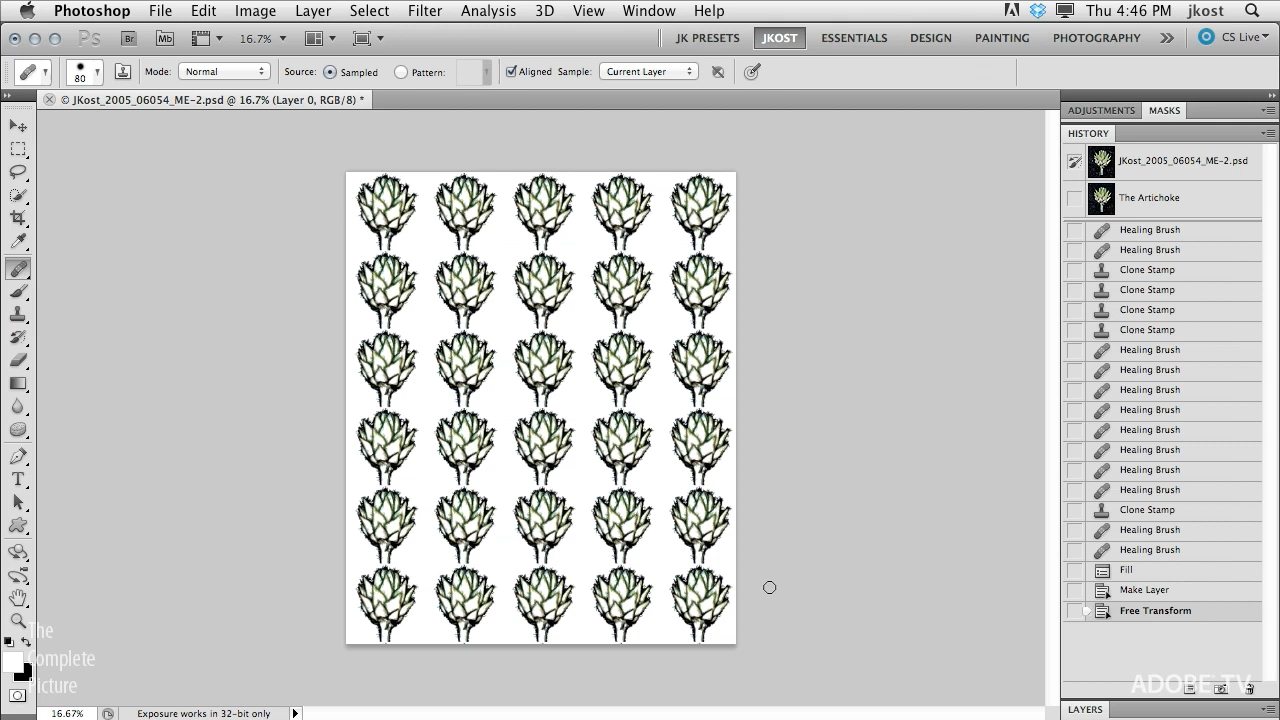 Photoshop File Edit Image Layer Select Filter Analysis 3D View Window Help Thu 4:46 PM jkost
Ps Br Mb 16.7% JK PRESETS JKOST ESSENTIALS DESIGN PAINTING PHOTOGRAPHY CS Live
80 Mode: Normal Source: Sampled Pattern: Aligned Sample: Current Layer
© JKost_2005_06054_ME-2.psd @ 16.7% (Layer 0, RGB/8) *
ADJUSTMENTS MASKS
HISTORY
JKost_2005_06054_ME-2.psd
The Artichoke
Healing Brush
Healing Brush
Clone Stamp
Clone Stamp
Clone Stamp
Clone Stamp
Healing Brush
Healing Brush
Healing Brush
Healing Brush
Healing Brush
Healing Brush
Healing Brush
Healing Brush
Clone Stamp
Healing Brush
Healing Brush
Fill
Make Layer
Free Transform
T
The
Complete
Picture
ADOBE TV
LAYERS
16.67% Exposure works in 32-bit only